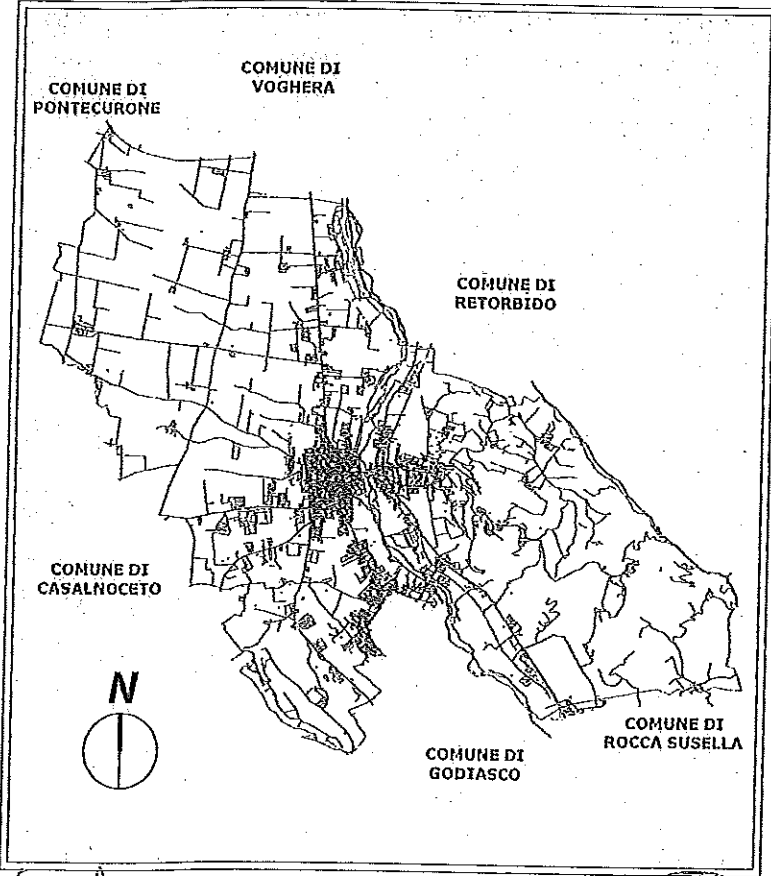 COMUNE DI
VOGHERA
COMUNE DI
PONTECURONE
COMUNE DI
RETORBIDO
COMUNE DI
CASALNOCETO
N
COMUNE DI
ROCCA SUSELLA
COMUNE DI
GODIASCO